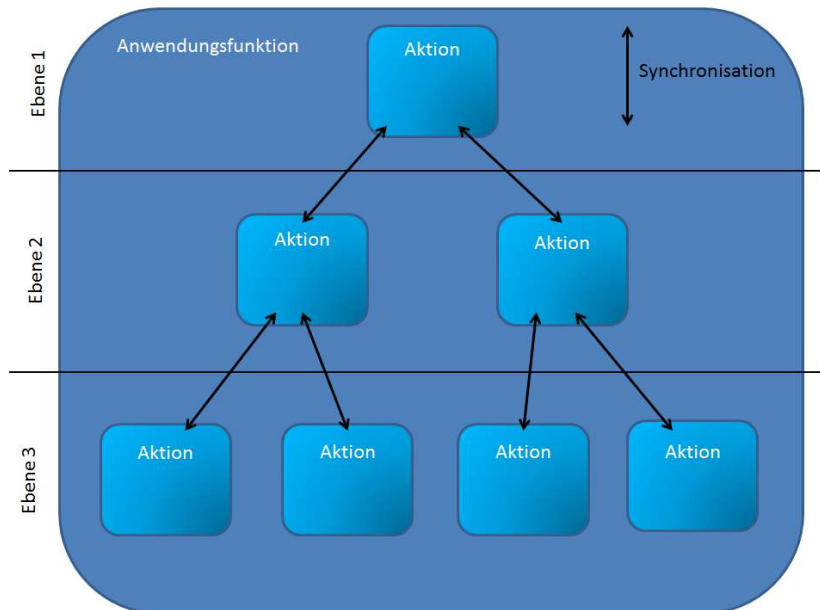 Anwendungsfunktion
Aktion
Synchronisation
Ebene 1
Aktion
Aktion
Ebene 2
Aktion
Aktion
Aktion
Aktion
Ebene 3